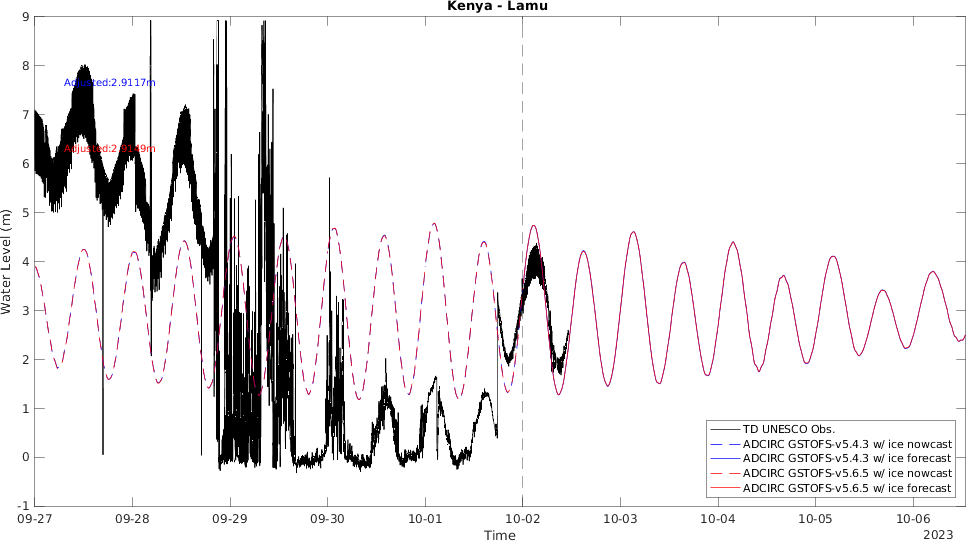 Kenya - Lamu
9
8
7
6
5
4
3
2
1
0
-1
Water Level (m)
Adjusted:2.9117m
TD UNESCO Obs.
ADCIRC GSTOFS-v5.4.3 w/ ice nowcast
ADCIRC GSTOFS-v5.4.3 w/ ice forecast
ADCIRC GSTOFS-v5.6.5 w/ ice nowcast
ADCIRC GSTOFS-v5.6.5 w/ ice forecast
09-27 09-28 09-29 09-30 10-01 10-02 10-03 10-04 10-05 10-06
Time
2023